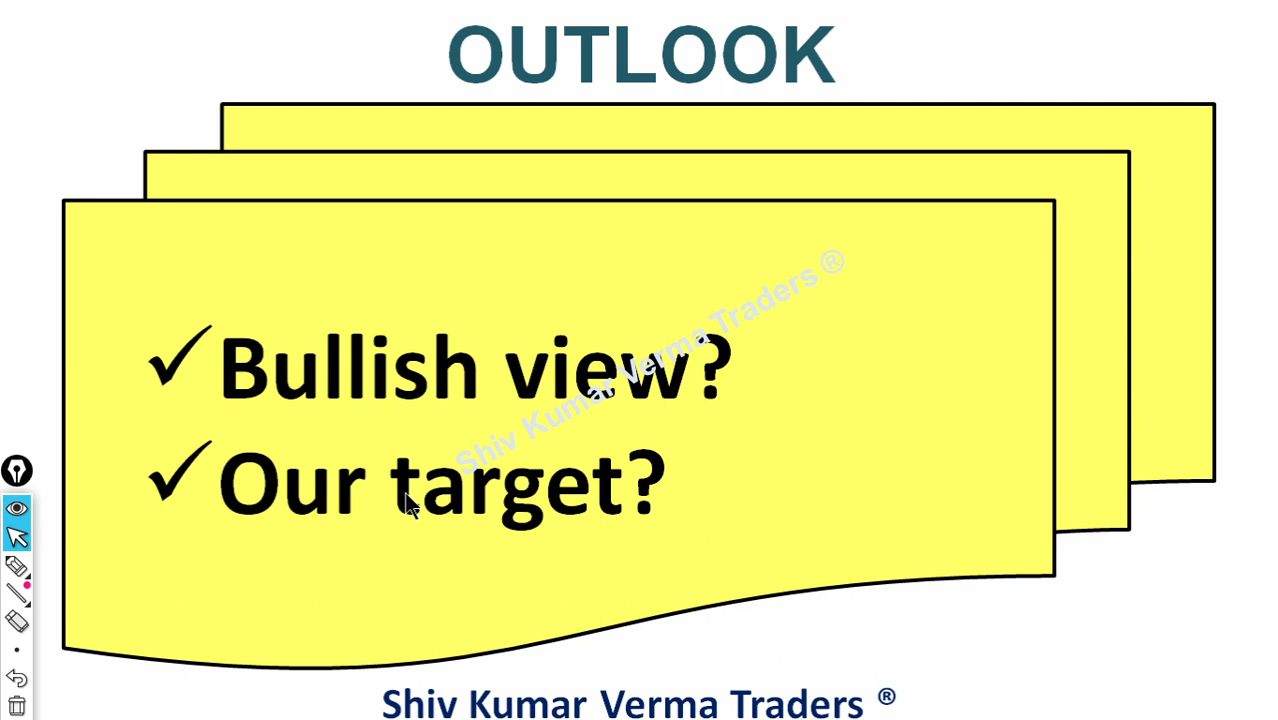 OUTLOOK
✓Bullish view?
✓Our target?
Shiv Kumar Verma Traders ®
Shiv Kumar Verma Traders ®